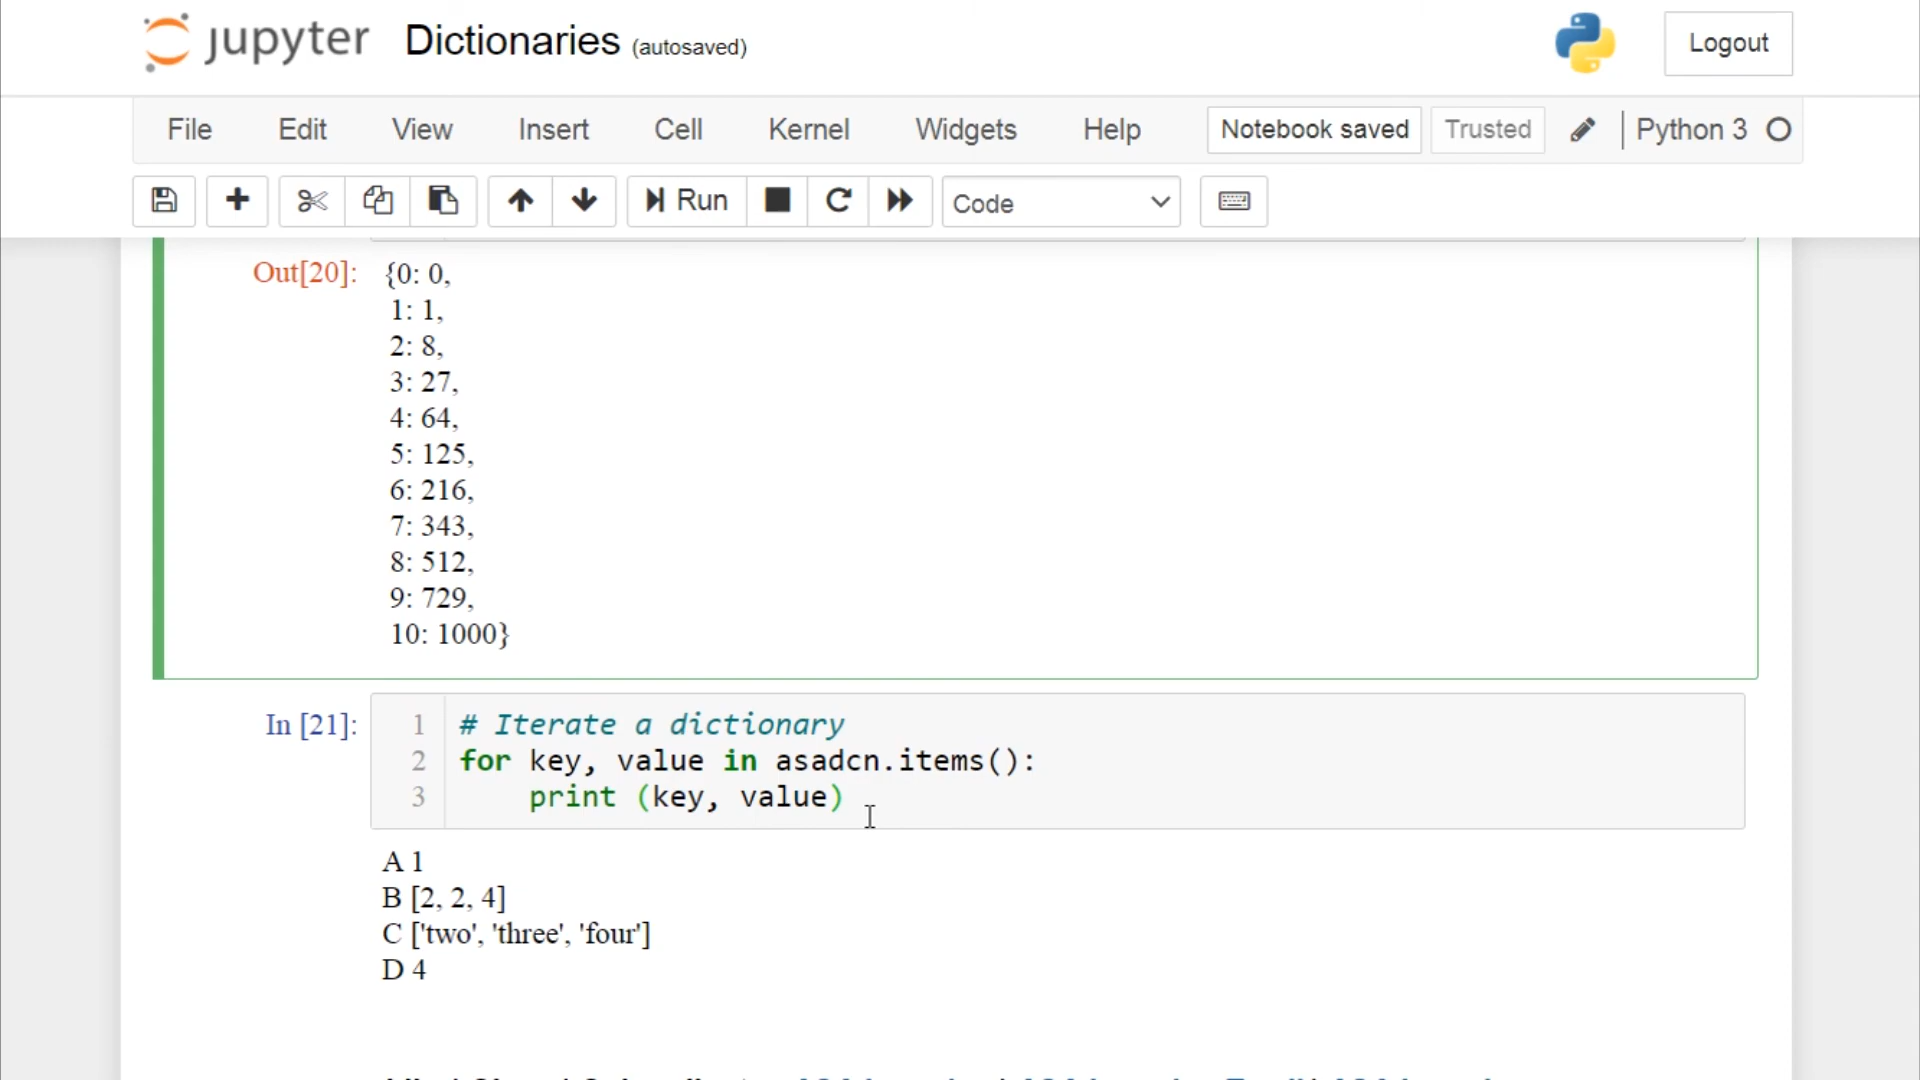 jupyter Dictionaries (autosaved) Logout
File Edit View Insert Cell Kernel Widgets Help Notebook saved Trusted Python 3
Run Code
Out[20]: {0: 0,
1: 1,
2: 8,
3: 27,
4: 64,
5: 125,
6: 216,
7: 343,
8: 512,
9: 729,
10: 1000}
In [21]: 1 # Iterate a dictionary
2 for key, value in asadcn.items():
3 print (key, value)
A 1
B [2, 2, 4]
C ['two', 'three', 'four']
D 4